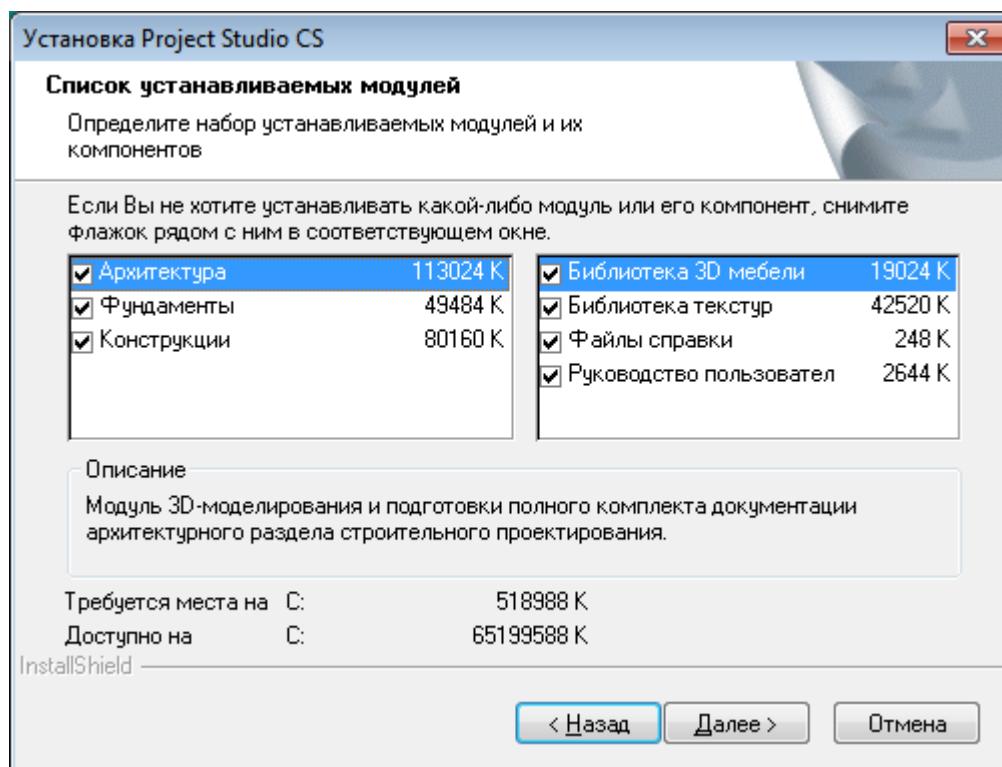 Установка Project Studio CS
Список устанавливаемых модулей
Определите набор устанавливаемых модулей и их
компонентов
Если Вы не хотите устанавливать какой-либо модуль или его компонент, снимите
флажок рядом с ним в соответствующем окне.
Архитектура 113024 K
Фундаменты 49484 K
Конструкции 80160 K
Библиотека 3D мебели 19024 K
Библиотека текстур 42520 K
Файлы справки 248 K
Руководство пользовател 2644 K
Описание
Модуль 3D-моделирования и подготовки полного комплекта документации
архитектурного раздела строительного проектирования.
Требуется места на C: 518988 K
Доступно на C: 65199588 K
InstallShield
< Назад Далее > Отмена